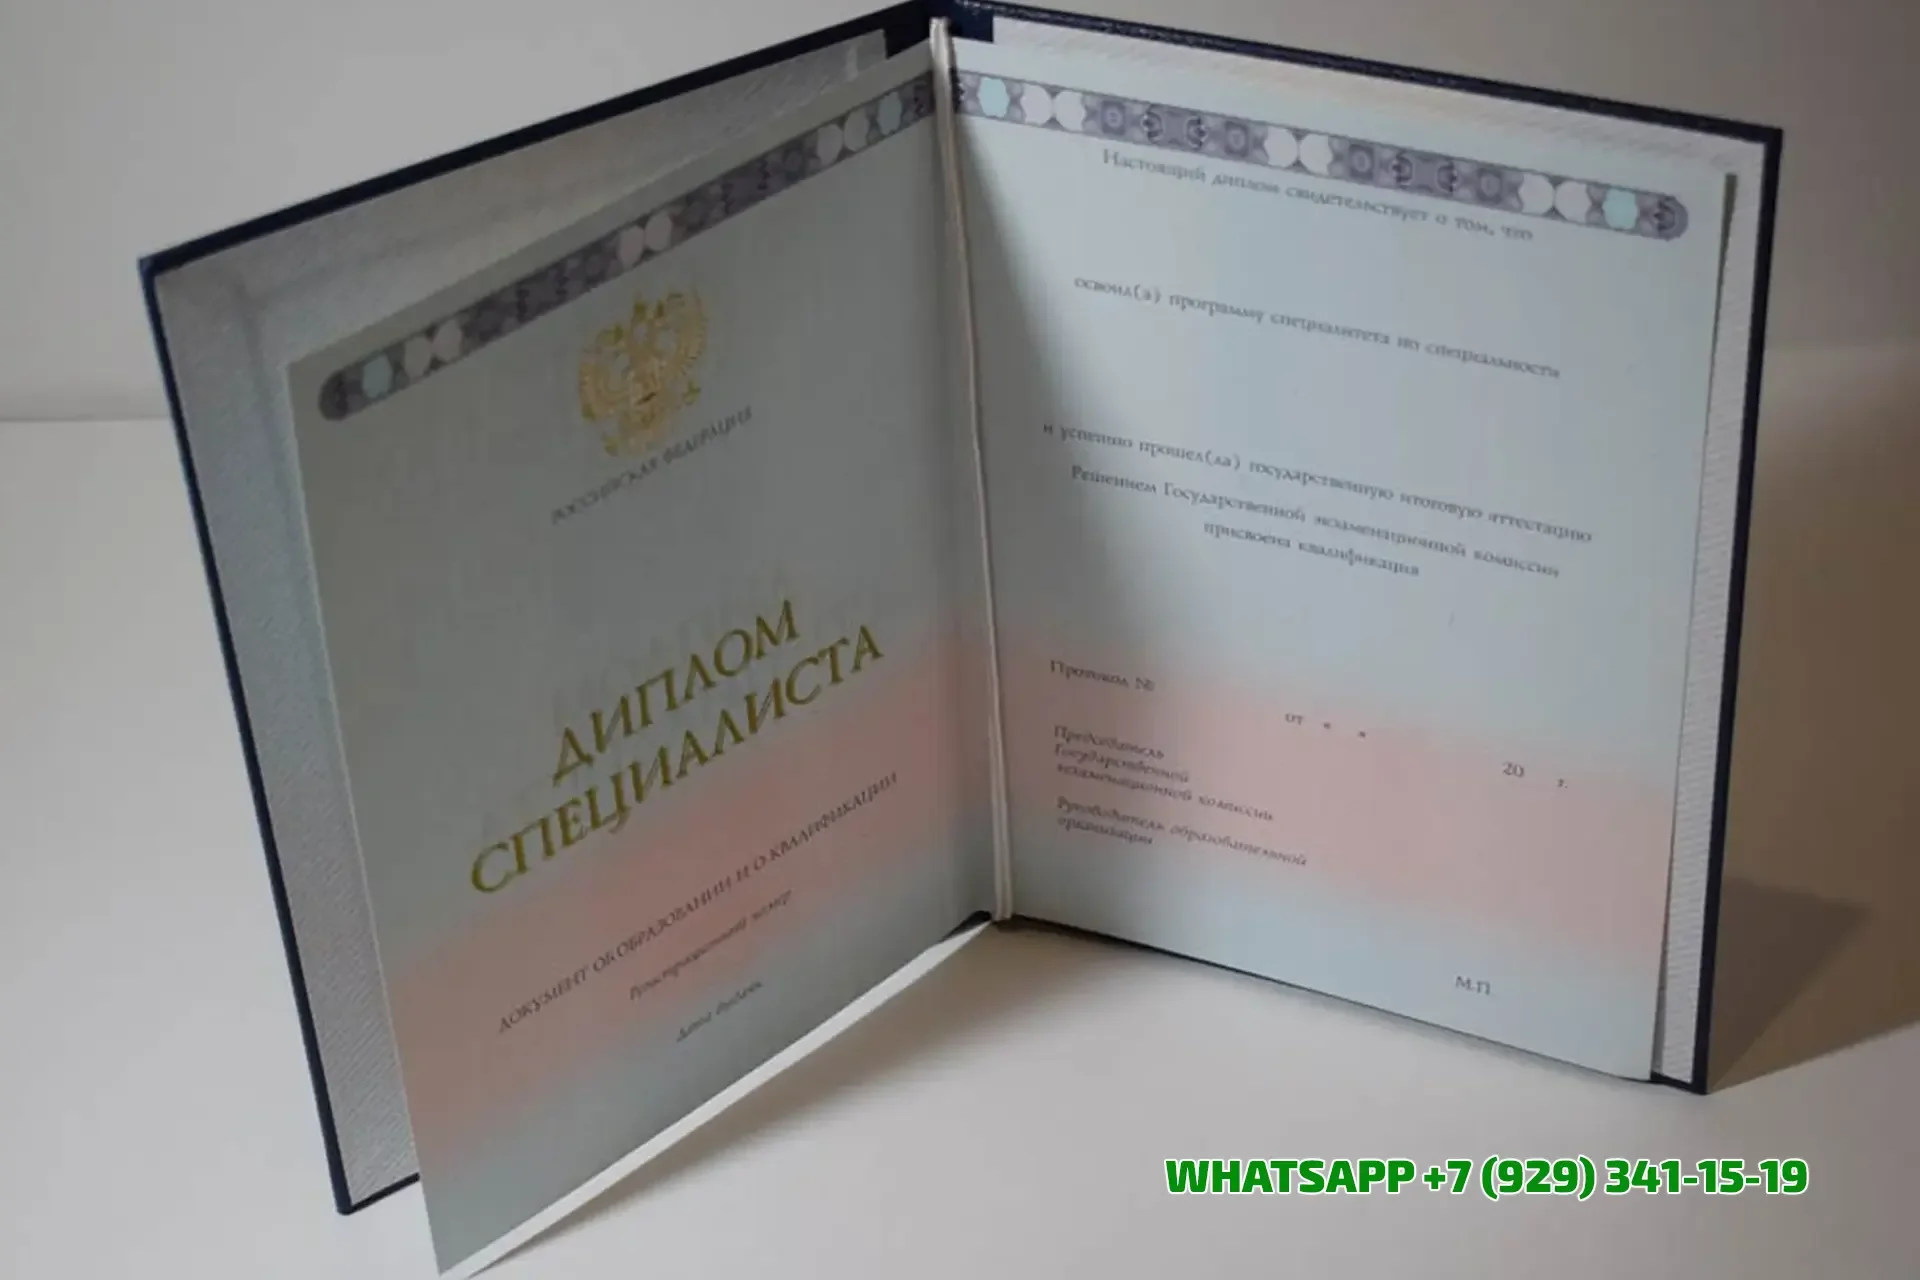 РОССИЙСКАЯ ФЕДЕРАЦИЯ
ДИПЛОМ
СПЕЦИАЛИСТА
ДОКУМЕНТ ОБ ОБРАЗОВАНИИ И О КВАЛИФИКАЦИИ
Регистрационный номер
Дата выдачи
Настоящий диплом свидетельствует о том, что
освоил(а) программу специалитета по специальности
и успешно прошел(ла) государственную итоговую аттестацию
Решением Государственной экзаменационной комиссии
присвоена квалификация
Протокол №
от « »
20 г.
Председатель
Государственной
экзаменационной комиссии
Руководитель образовательной
организации
М.П.
WHATSAPP +7 (929) 341-15-19